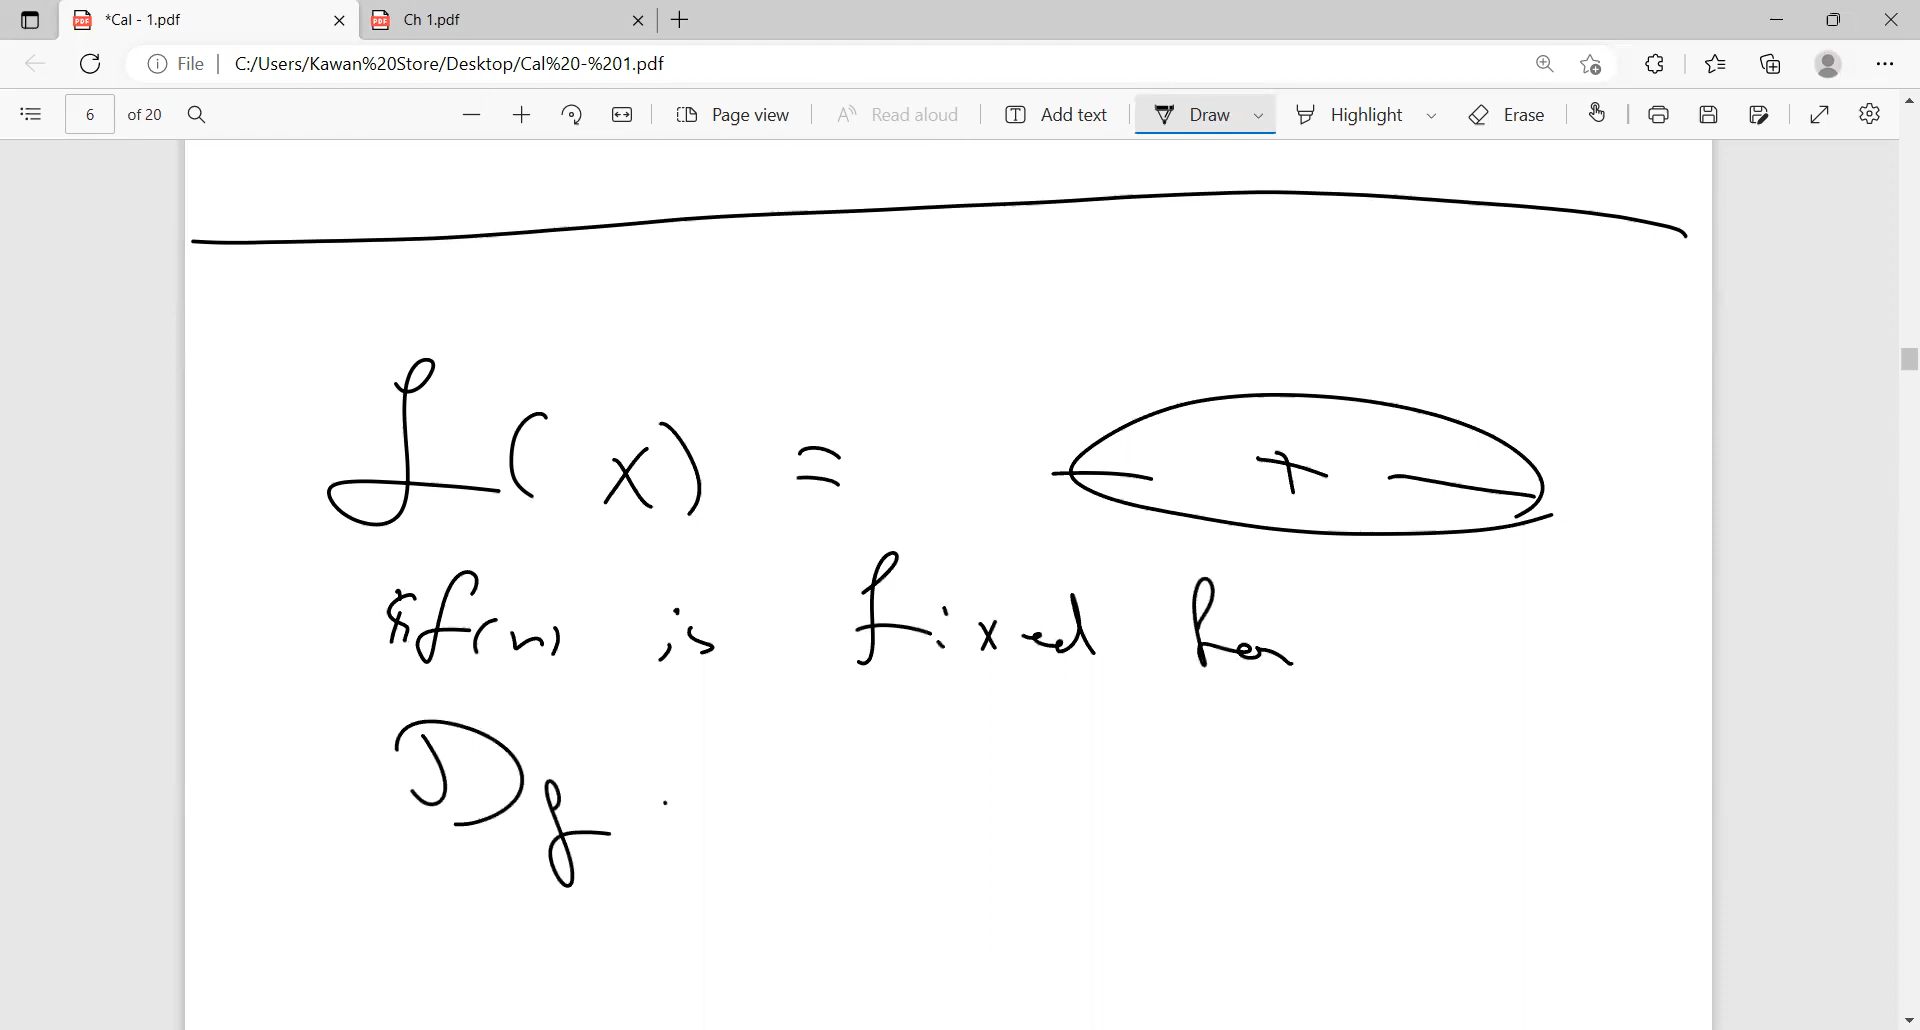 *Cal - 1.pdf
Ch 1.pdf
File
C:/Users/Kawan%20Store/Desktop/Cal%20-%201.pdf
6 of 20
Page view
Read aloud
Add text
Draw
Highlight
Erase
f(x) = — + —
f(n) is fixed for
Df